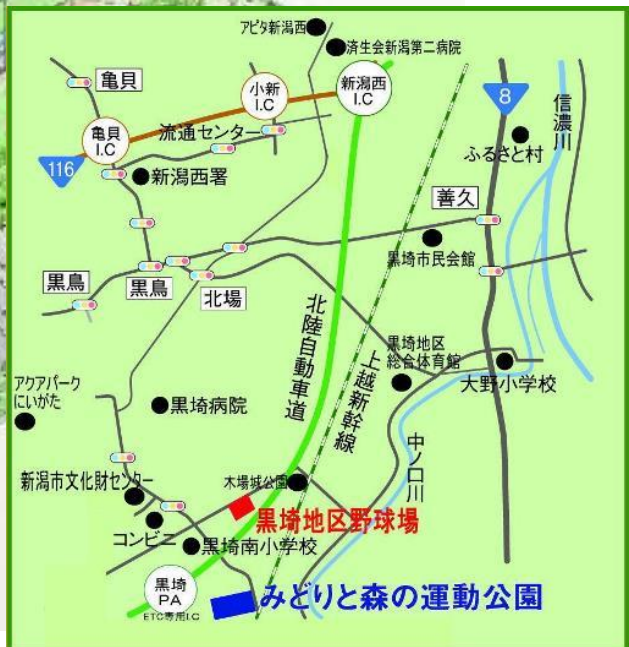 アピタ新潟西
済生会新潟第二病院
亀貝
小新
I.C
新潟西
I.C
8
信濃川
亀貝
I.C
流通センター
116
新潟西署
ふるさと村
善久
黒埼市民会館
黒鳥
黒鳥
北場
北陸自動車道
上越新幹線
黒埼地区
総合体育館
大野小学校
アクアパーク
にいがた
黒埼病院
中ノ口川
新潟市文化財センター
木場城公園
コンビニ
黒埼地区野球場
黒埼南小学校
黒埼
PA
ETC専用I.C
みどりと森の運動公園